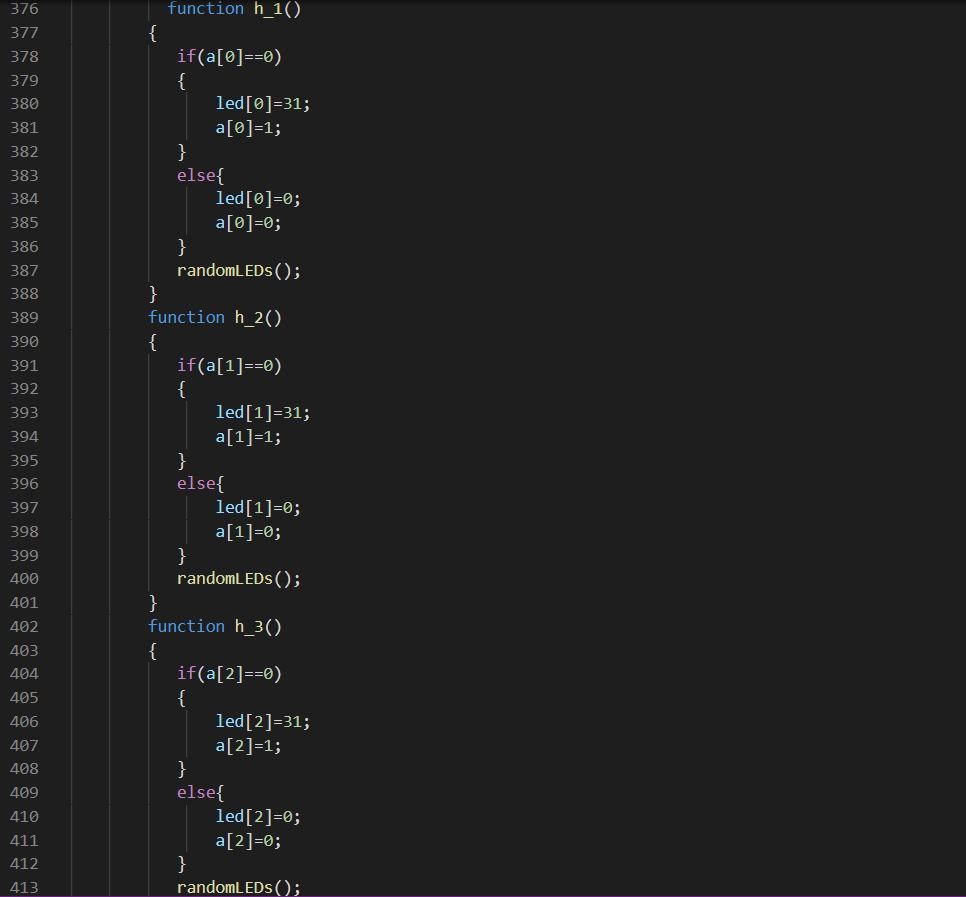 376 function h_1()
377 {
378 if(a[0]==0)
379 {
380 led[0]=31;
381 a[0]=1;
382 }
383 else{
384 led[0]=0;
385 a[0]=0;
386 }
387 randomLEDs();
388 }
389 function h_2()
390 {
391 if(a[1]==0)
392 {
393 led[1]=31;
394 a[1]=1;
395 }
396 else{
397 led[1]=0;
398 a[1]=0;
399 }
400 randomLEDs();
401 }
402 function h_3()
403 {
404 if(a[2]==0)
405 {
406 led[2]=31;
407 a[2]=1;
408 }
409 else{
410 led[2]=0;
411 a[2]=0;
412 }
413 randomLEDs();